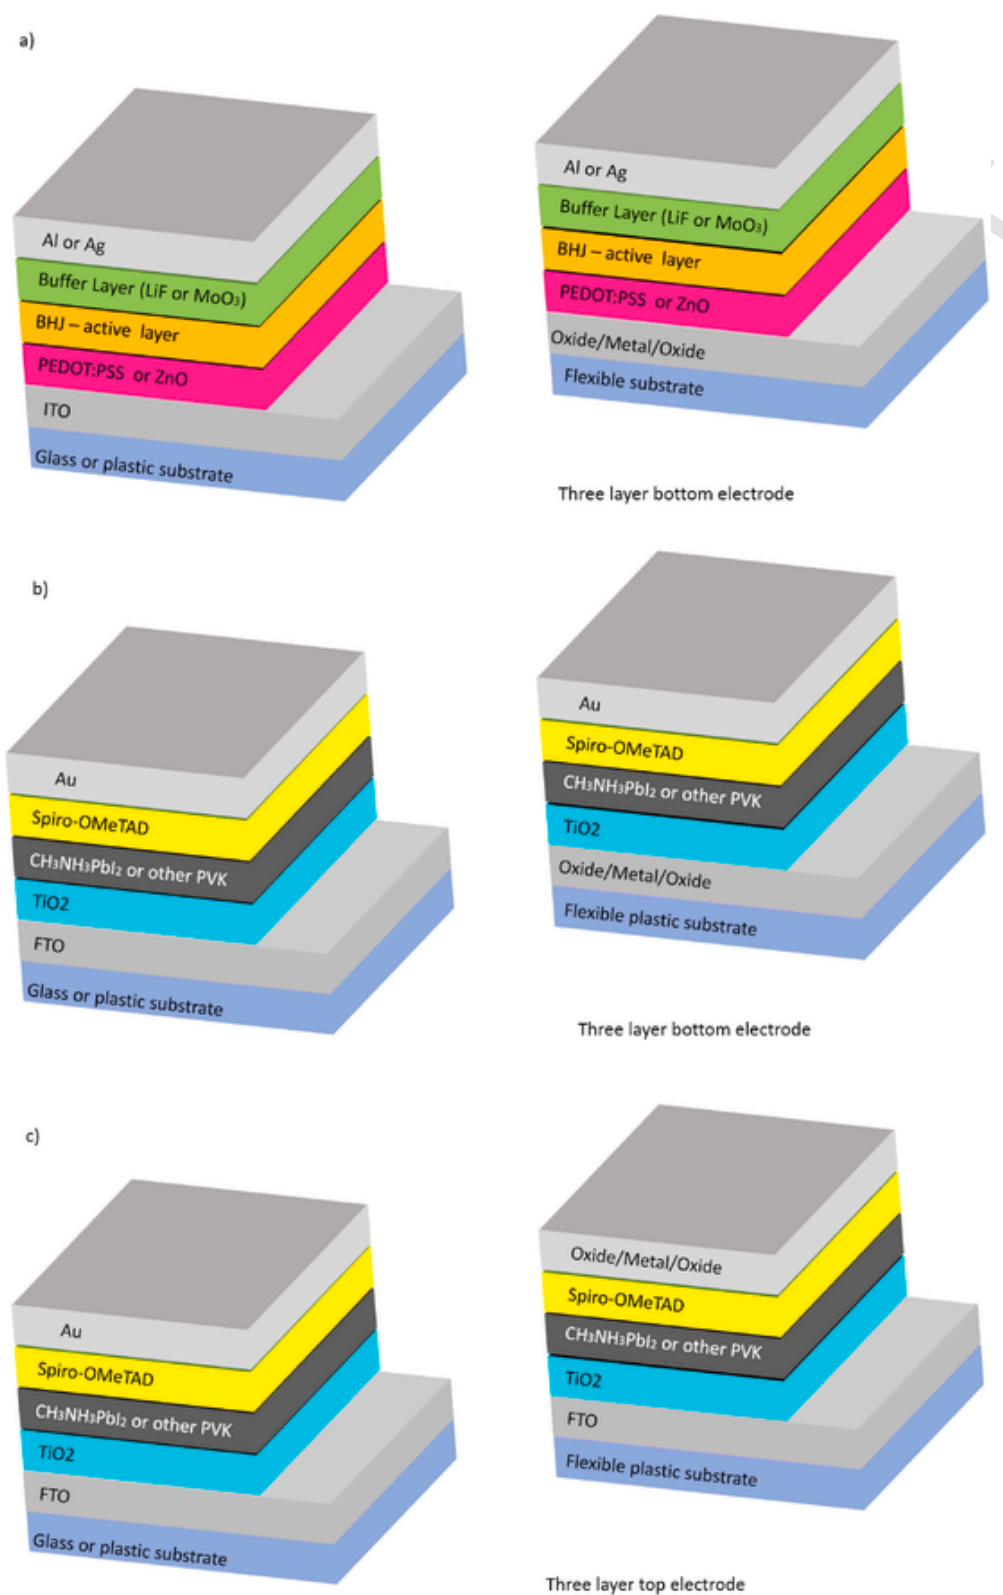 a)
Al or Ag
Buffer Layer (LiF or MoO₃)
BHJ – active layer
PEDOT:PSS or ZnO
ITO
Glass or plastic substrate
Al or Ag
Buffer Layer (LiF or MoO₃)
BHJ – active layer
PEDOT:PSS or ZnO
Oxide/Metal/Oxide
Flexible substrate
Three layer bottom electrode
b)
Au
Spiro-OMeTAD
CH₃NH₃PbI₂ or other PVK
TiO2
FTO
Glass or plastic substrate
Au
Spiro-OMeTAD
CH₃NH₃PbI₂ or other PVK
TiO2
Oxide/Metal/Oxide
Flexible plastic substrate
Three layer bottom electrode
c)
Au
Spiro-OMeTAD
CH₃NH₃PbI₂ or other PVK
TiO2
FTO
Glass or plastic substrate
Oxide/Metal/Oxide
Spiro-OMeTAD
CH₃NH₃PbI₂ or other PVK
TiO2
FTO
Flexible plastic substrate
Three layer top electrode